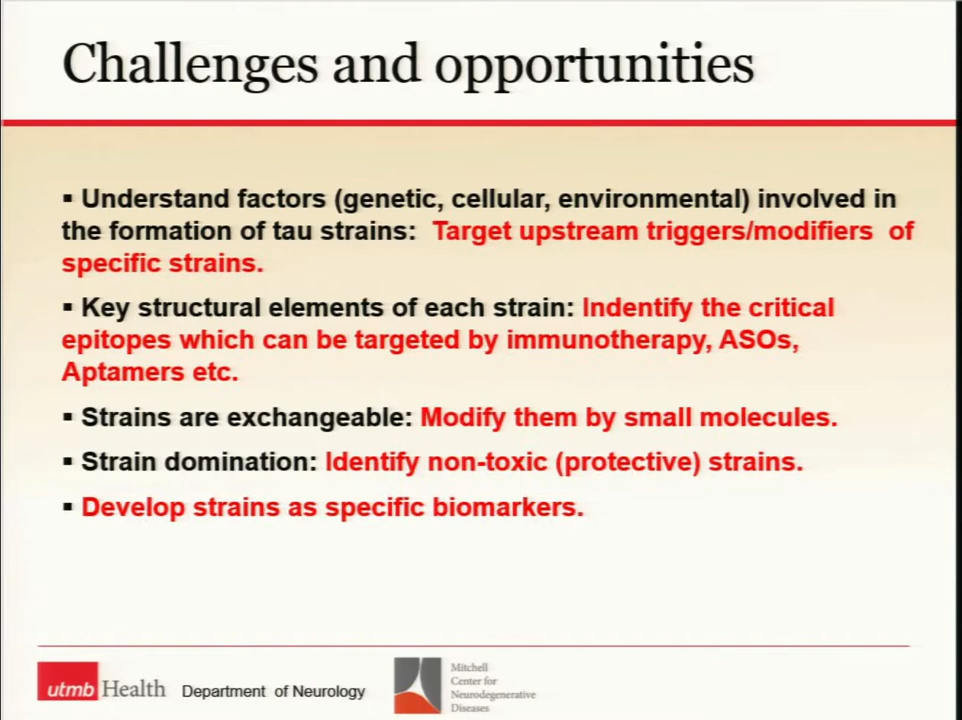 Challenges and opportunities
▪ Understand factors (genetic, cellular, environmental) involved in
the formation of tau strains: Target upstream triggers/modifiers of
specific strains.
▪ Key structural elements of each strain: Indentify the critical
epitopes which can be targeted by immunotherapy, ASOs,
Aptamers etc.
▪ Strains are exchangeable: Modify them by small molecules.
▪ Strain domination: Identify non-toxic (protective) strains.
▪ Develop strains as specific biomarkers.
utmb Health Department of Neurology
Mitchell
Center for
Neurodegenerative
Diseases